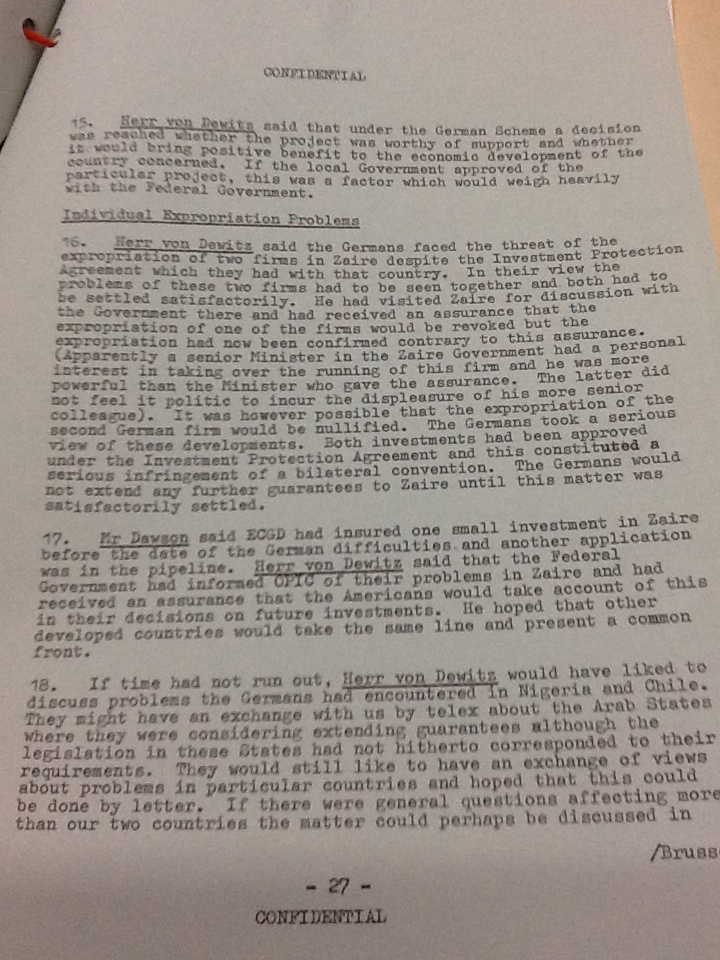 CONFIDENTIAL
15. Herr von Dewitz said that under the German Scheme a decision
was reached whether the project was worthy of support and whether
it would bring positive benefit to the economic development of the
country concerned. If the local Government approved of the
particular project, this was a factor which would weigh heavily
with the Federal Government.
Individual Expropriation Problems
16. Herr von Dewitz said the Germans faced the threat of the
expropriation of two firms in Zaire despite the Investment Protection
Agreement which they had with that country. In their view the
problems of these two firms had to be seen together and both had to
be settled satisfactorily. He had visited Zaire for discussion with
the Government there and had received an assurance that the
expropriation of one of the firms would be revoked but the
expropriation had now been confirmed contrary to this assurance.
(Apparently a senior Minister in the Zaire Government had a personal
interest in taking over the running of this firm and he was more
powerful than the Minister who gave the assurance. The latter did
not feel it politic to incur the displeasure of his more senior
colleague). It was however possible that the expropriation of the
second German firm would be nullified. The Germans took a serious
view of these developments. Both investments had been approved
under the Investment Protection Agreement and this constituted a
serious infringement of a bilateral convention. The Germans would
not extend any further guarantees to Zaire until this matter was
satisfactorily settled.
17. Mr Dawson said ECGD had insured one small investment in Zaire
before the date of the German difficulties and another application
was in the pipeline. Herr von Dewitz said that the Federal
Government had informed OPIC of their problems in Zaire and had
received an assurance that the Americans would take account of this
in their decisions on future investments. He hoped that other
developed countries would take the same line and present a common
front.
18. If time had not run out, Herr von Dewitz would have liked to
discuss problems the Germans had encountered in Nigeria and Chile.
They might have an exchange with us by telex about the Arab States
where they were considering extending guarantees although the
legislation in these States had not hitherto corresponded to their
requirements. They would still like to have an exchange of views
about problems in particular countries and hoped that this could
be done by letter. If there were general questions affecting more
than our two countries the matter could perhaps be discussed in
/Bruss
- 27 -
CONFIDENTIAL